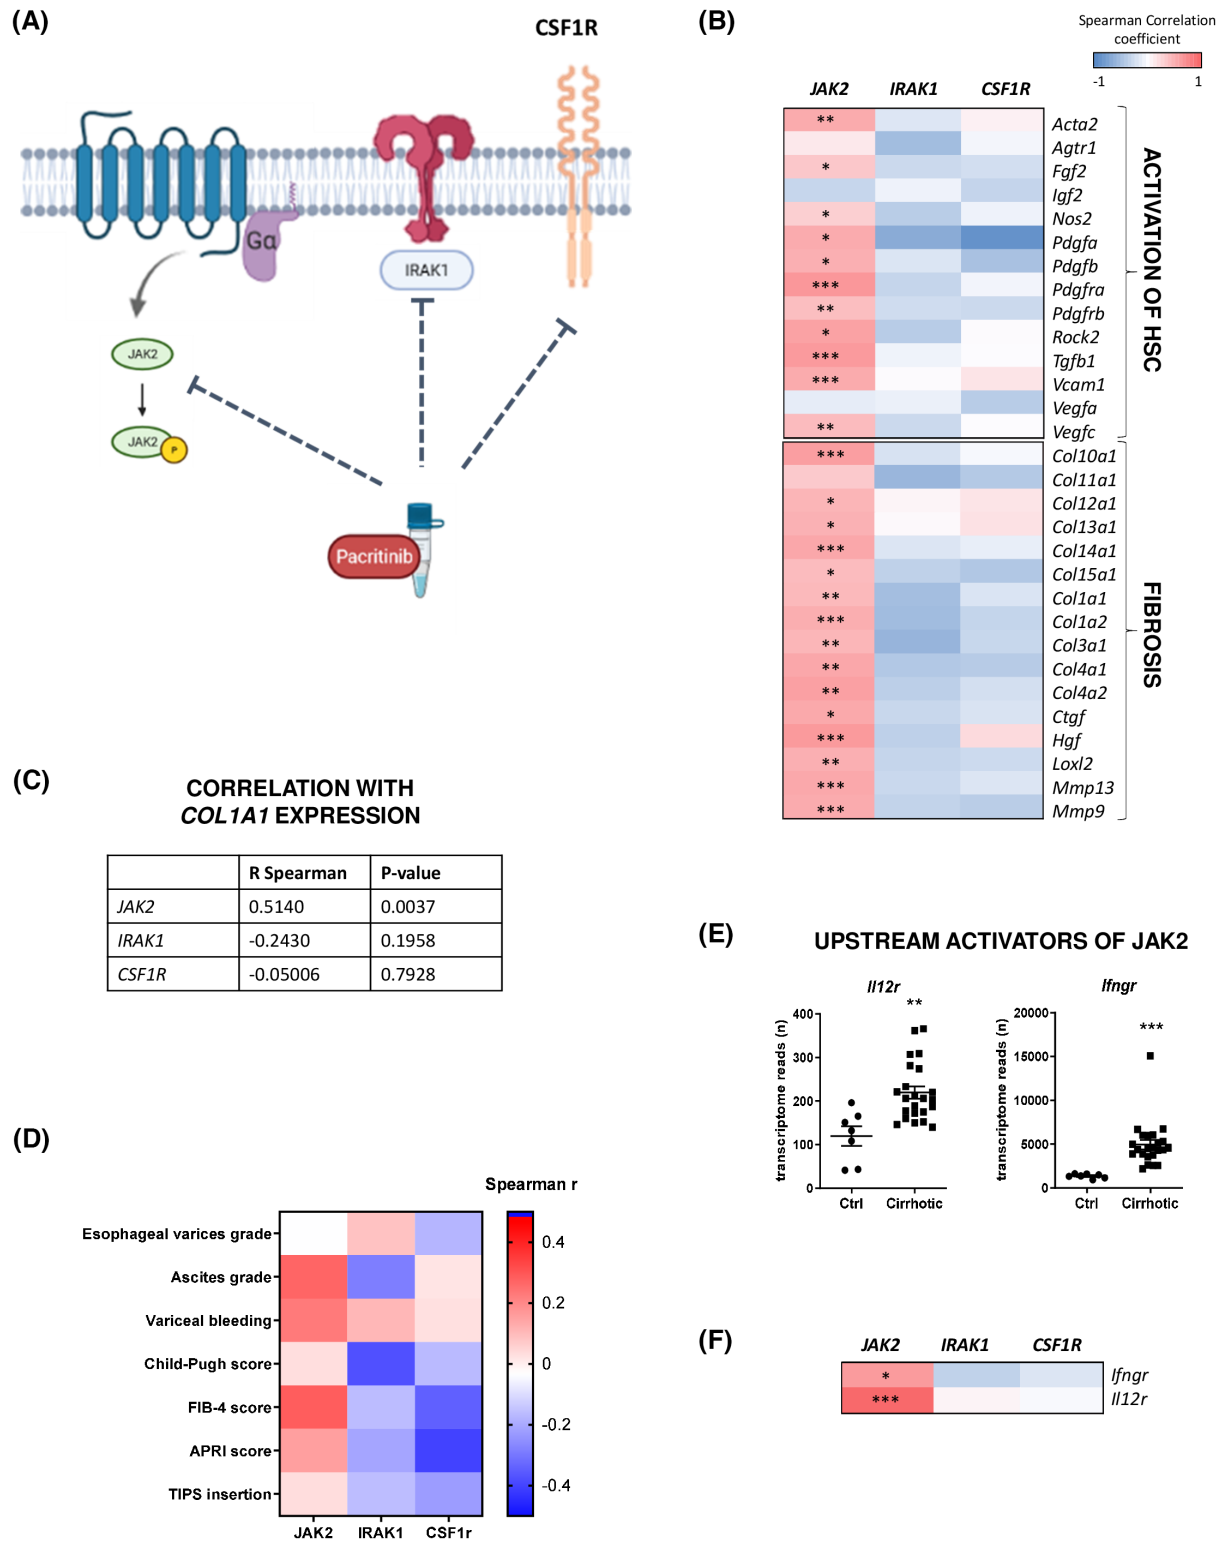 (A)
CSF1R
Gα
IRAK1
JAK2
JAK2
P
Pacritinib
(B)
Spearman Correlation
coefficient
-1 1
JAK2 IRAK1 CSF1R
** Acta2
Agtr1
* Fgf2
Igf2
* Nos2
* Pdgfa
* Pdgfb
*** Pdgfra
** Pdgfrb
* Rock2
*** Tgfb1
*** Vcam1
Vegfa
** Vegfc
ACTIVATION OF HSC
*** Col10a1
Col11a1
* Col12a1
* Col13a1
*** Col14a1
* Col15a1
** Col1a1
*** Col1a2
** Col3a1
** Col4a1
** Col4a2
* Ctgf
*** Hgf
** Loxl2
*** Mmp13
*** Mmp9
FIBROSIS
(C)
CORRELATION WITH
COL1A1 EXPRESSION
R Spearman P-value
JAK2 0.5140 0.0037
IRAK1 -0.2430 0.1958
CSF1R -0.05006 0.7928
(D)
Spearman r
Esophageal varices grade
Ascites grade
Variceal bleeding
Child-Pugh score
FIB-4 score
APRI score
TIPS insertion
JAK2 IRAK1 CSF1r
0.4
0.2
0
-0.2
-0.4
(E)
UPSTREAM ACTIVATORS OF JAK2
Il12r
**
transcriptome reads (n)
400
300
200
100
0
Ctrl Cirrhotic
Ifngr
***
transcriptome reads (n)
20000
15000
10000
5000
0
Ctrl Cirrhotic
(F)
JAK2 IRAK1 CSF1R
* Ifngr
*** Il12r